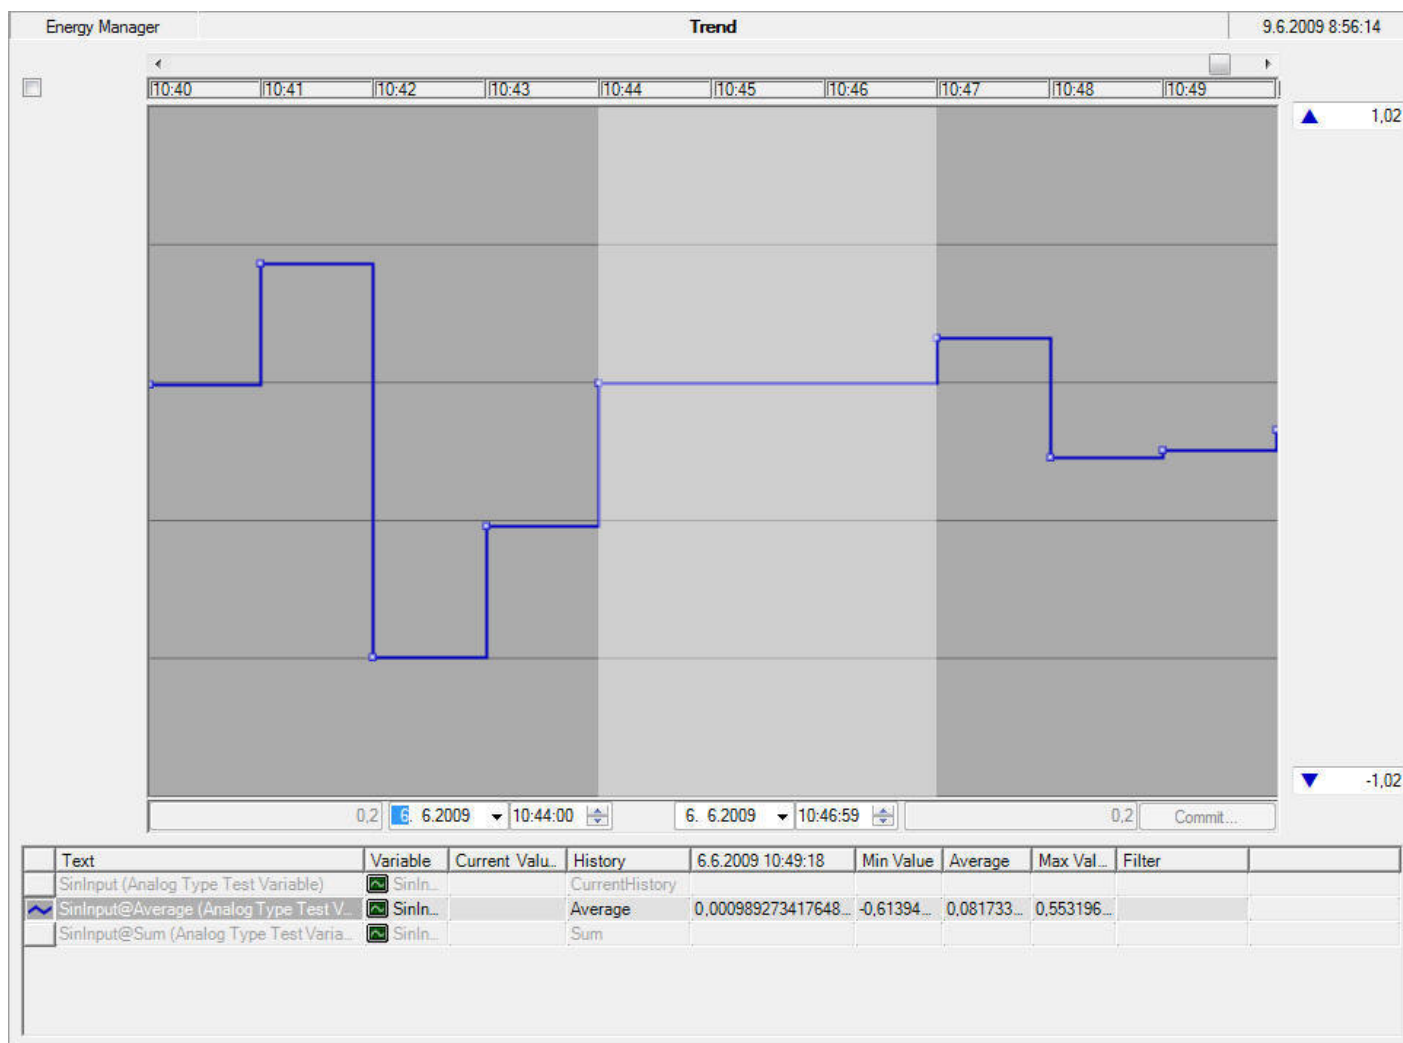 Energy Manager Trend 9.6.2009 8:56:14
10:40 10:41 10:42 10:43 10:44 10:45 10:46 10:47 10:48 10:49
1,02
-1,02
0,2 6. 6.2009 10:44:00 6. 6.2009 10:46:59 0,2 Commit...
Text Variable Current Valu... History 6.6.2009 10:49:18 Min Value Average Max Val... Filter
SinInput (Analog Type Test Variable) SinIn... CurrentHistory
SinInput@Average (Analog Type Test V... SinIn... Average 0,000989273417648... -0,61394... 0,081733... 0,553196...
SinInput@Sum (Analog Type Test Varia... SinIn... Sum